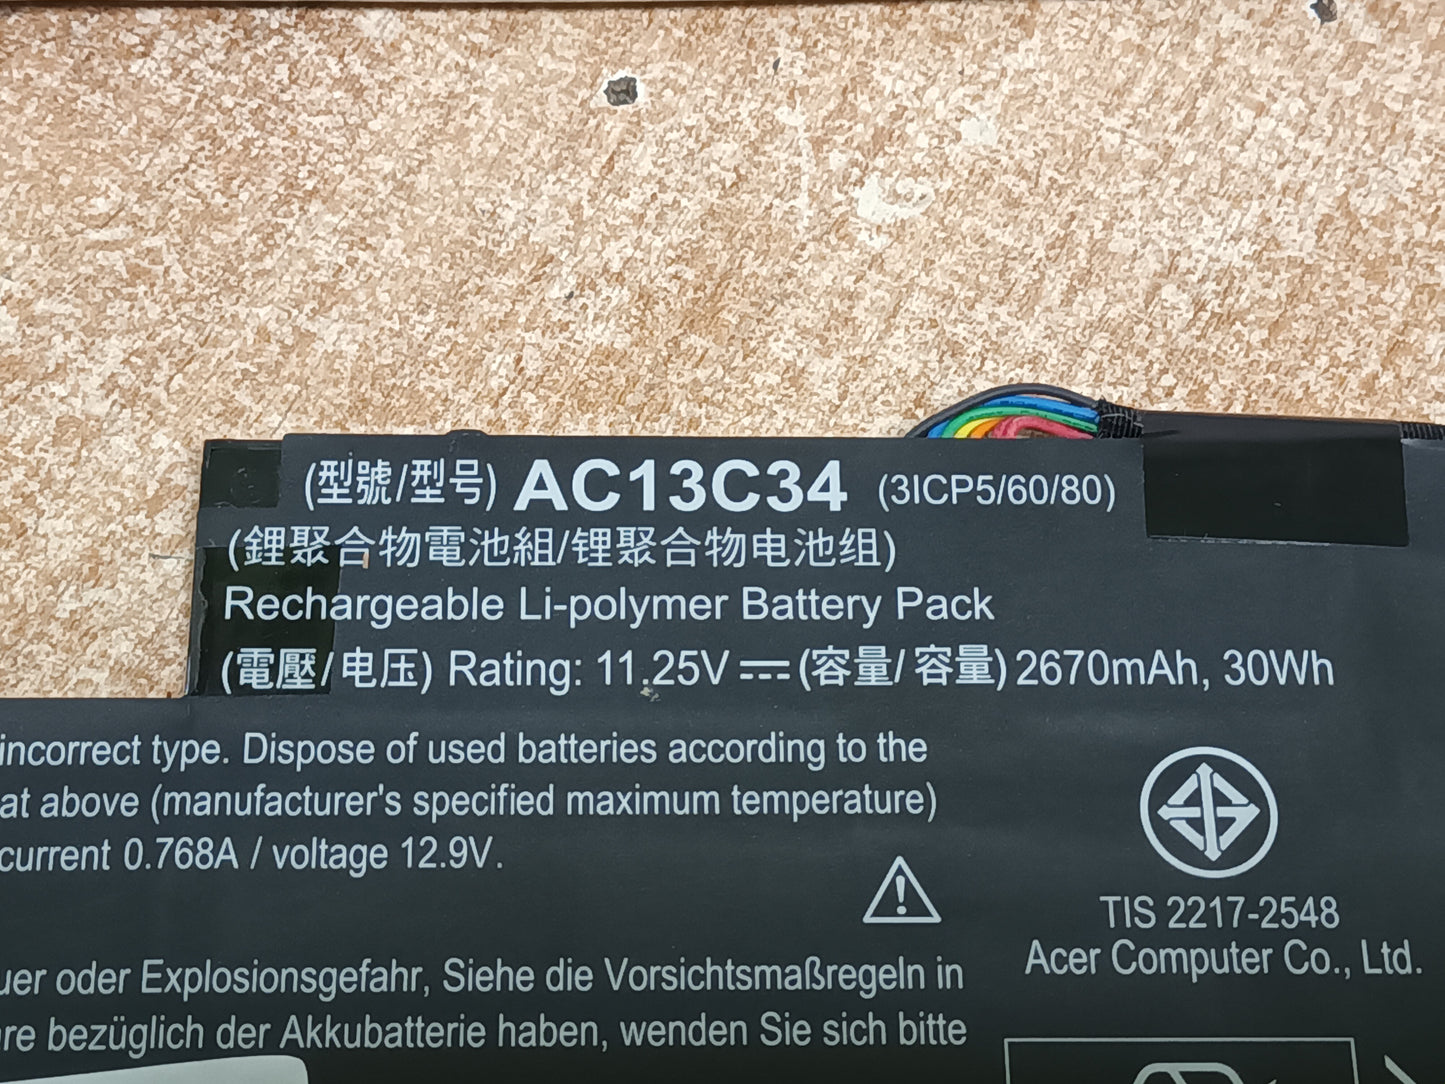 (型號/型号) AC13C34 (3ICP5/60/80)
(鋰聚合物電池組/锂聚合物电池组)
Rechargeable Li-polymer Battery Pack
(電壓/电压) Rating: 11.25V⎓(容量/容量) 2670mAh, 30Wh
incorrect type. Dispose of used batteries according to the
at above (manufacturer's specified maximum temperature)
current 0.768A / voltage 12.9V.
TIS 2217-2548
Acer Computer Co., Ltd.
oder Explosionsgefahr, Siehe die Vorsichtsmaßregeln in
bezüglich der Akkubatterie haben, wenden Sie sich bitte